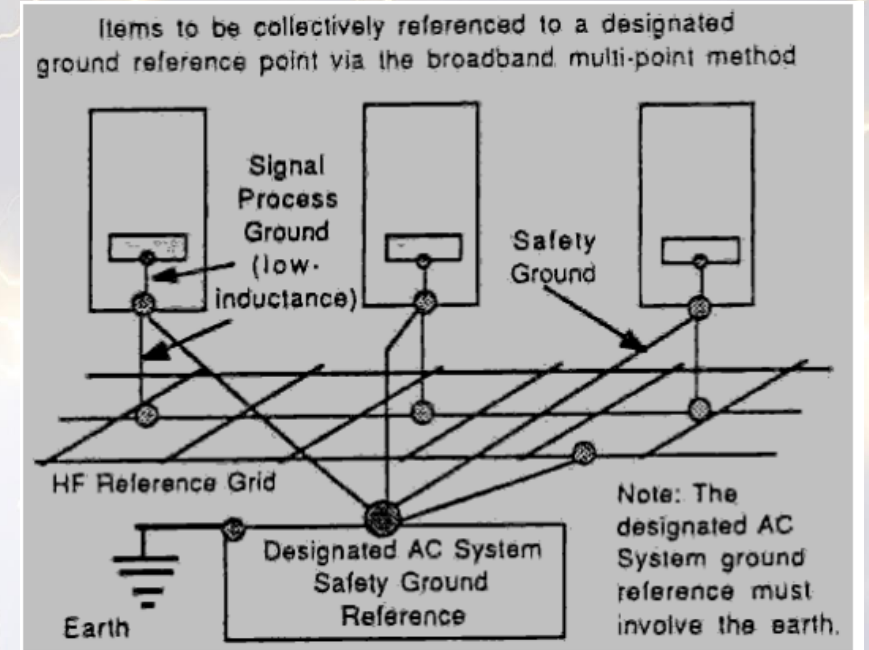 Items to be collectively referenced to a designated
ground reference point via the broadband multi-point method
Signal
Process
Ground
(low-
inductance)
Safety
Ground
HF Reference Grid
Designated AC System
Safety Ground
Reference
Earth
Note: The
designated AC
System ground
reference must
involve the earth.